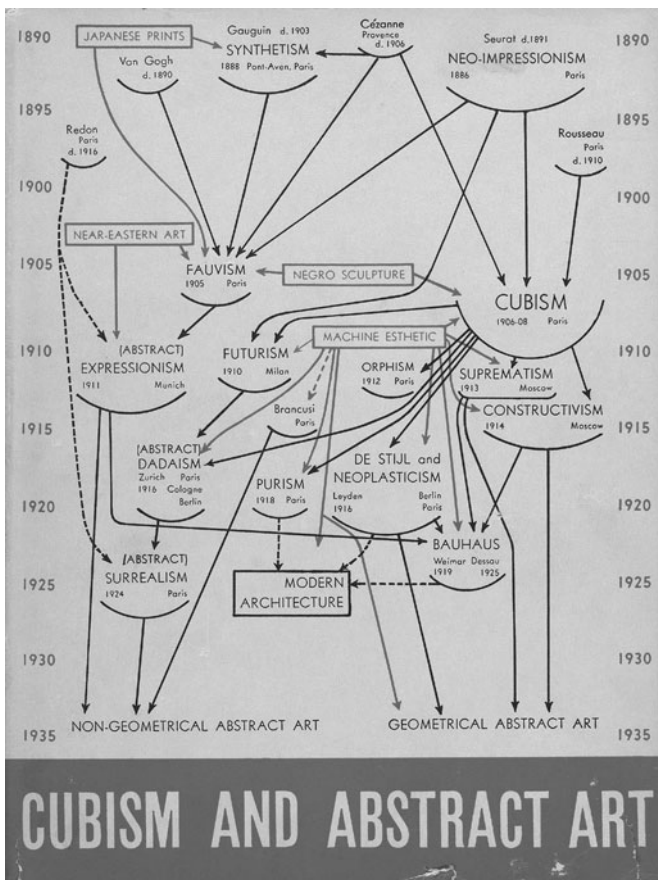 1890
JAPANESE PRINTS
Van Gogh
d. 1890
Gauguin d. 1903
SYNTHETISM
1888 Pont-Aven, Paris
Cézanne
Provence
d. 1906
Seurat d.1891
NEO-IMPRESSIONISM
1886 Paris
1890
1895
Redon
Paris
d. 1916
Rousseau
Paris
d. 1910
1895
1900
1900
NEAR-EASTERN ART
1905
FAUVISM
1905 Paris
NEGRO SCULPTURE
CUBISM
1906-08 Paris
1905
1910
(ABSTRACT)
EXPRESSIONISM
1911 Munich
FUTURISM
1910 Milan
MACHINE ESTHETIC
ORPHISM
1912 Paris
SUPREMATISM
1913 Moscow
1910
Brancusi
Paris
CONSTRUCTIVISM
1914 Moscow
1915
(ABSTRACT)
DADAISM
Zurich Paris
1916 Cologne
Berlin
PURISM
1918 Paris
DE STIJL and
NEOPLASTICISM
Leyden Berlin
1916 Paris
1915
1920
BAUHAUS
Weimar Dessau
1919 1925
1920
1925
(ABSTRACT)
SURREALISM
1924 Paris
MODERN
ARCHITECTURE
1925
1930
1930
1935
NON-GEOMETRICAL ABSTRACT ART
GEOMETRICAL ABSTRACT ART
1935
CUBISM AND ABSTRACT ART